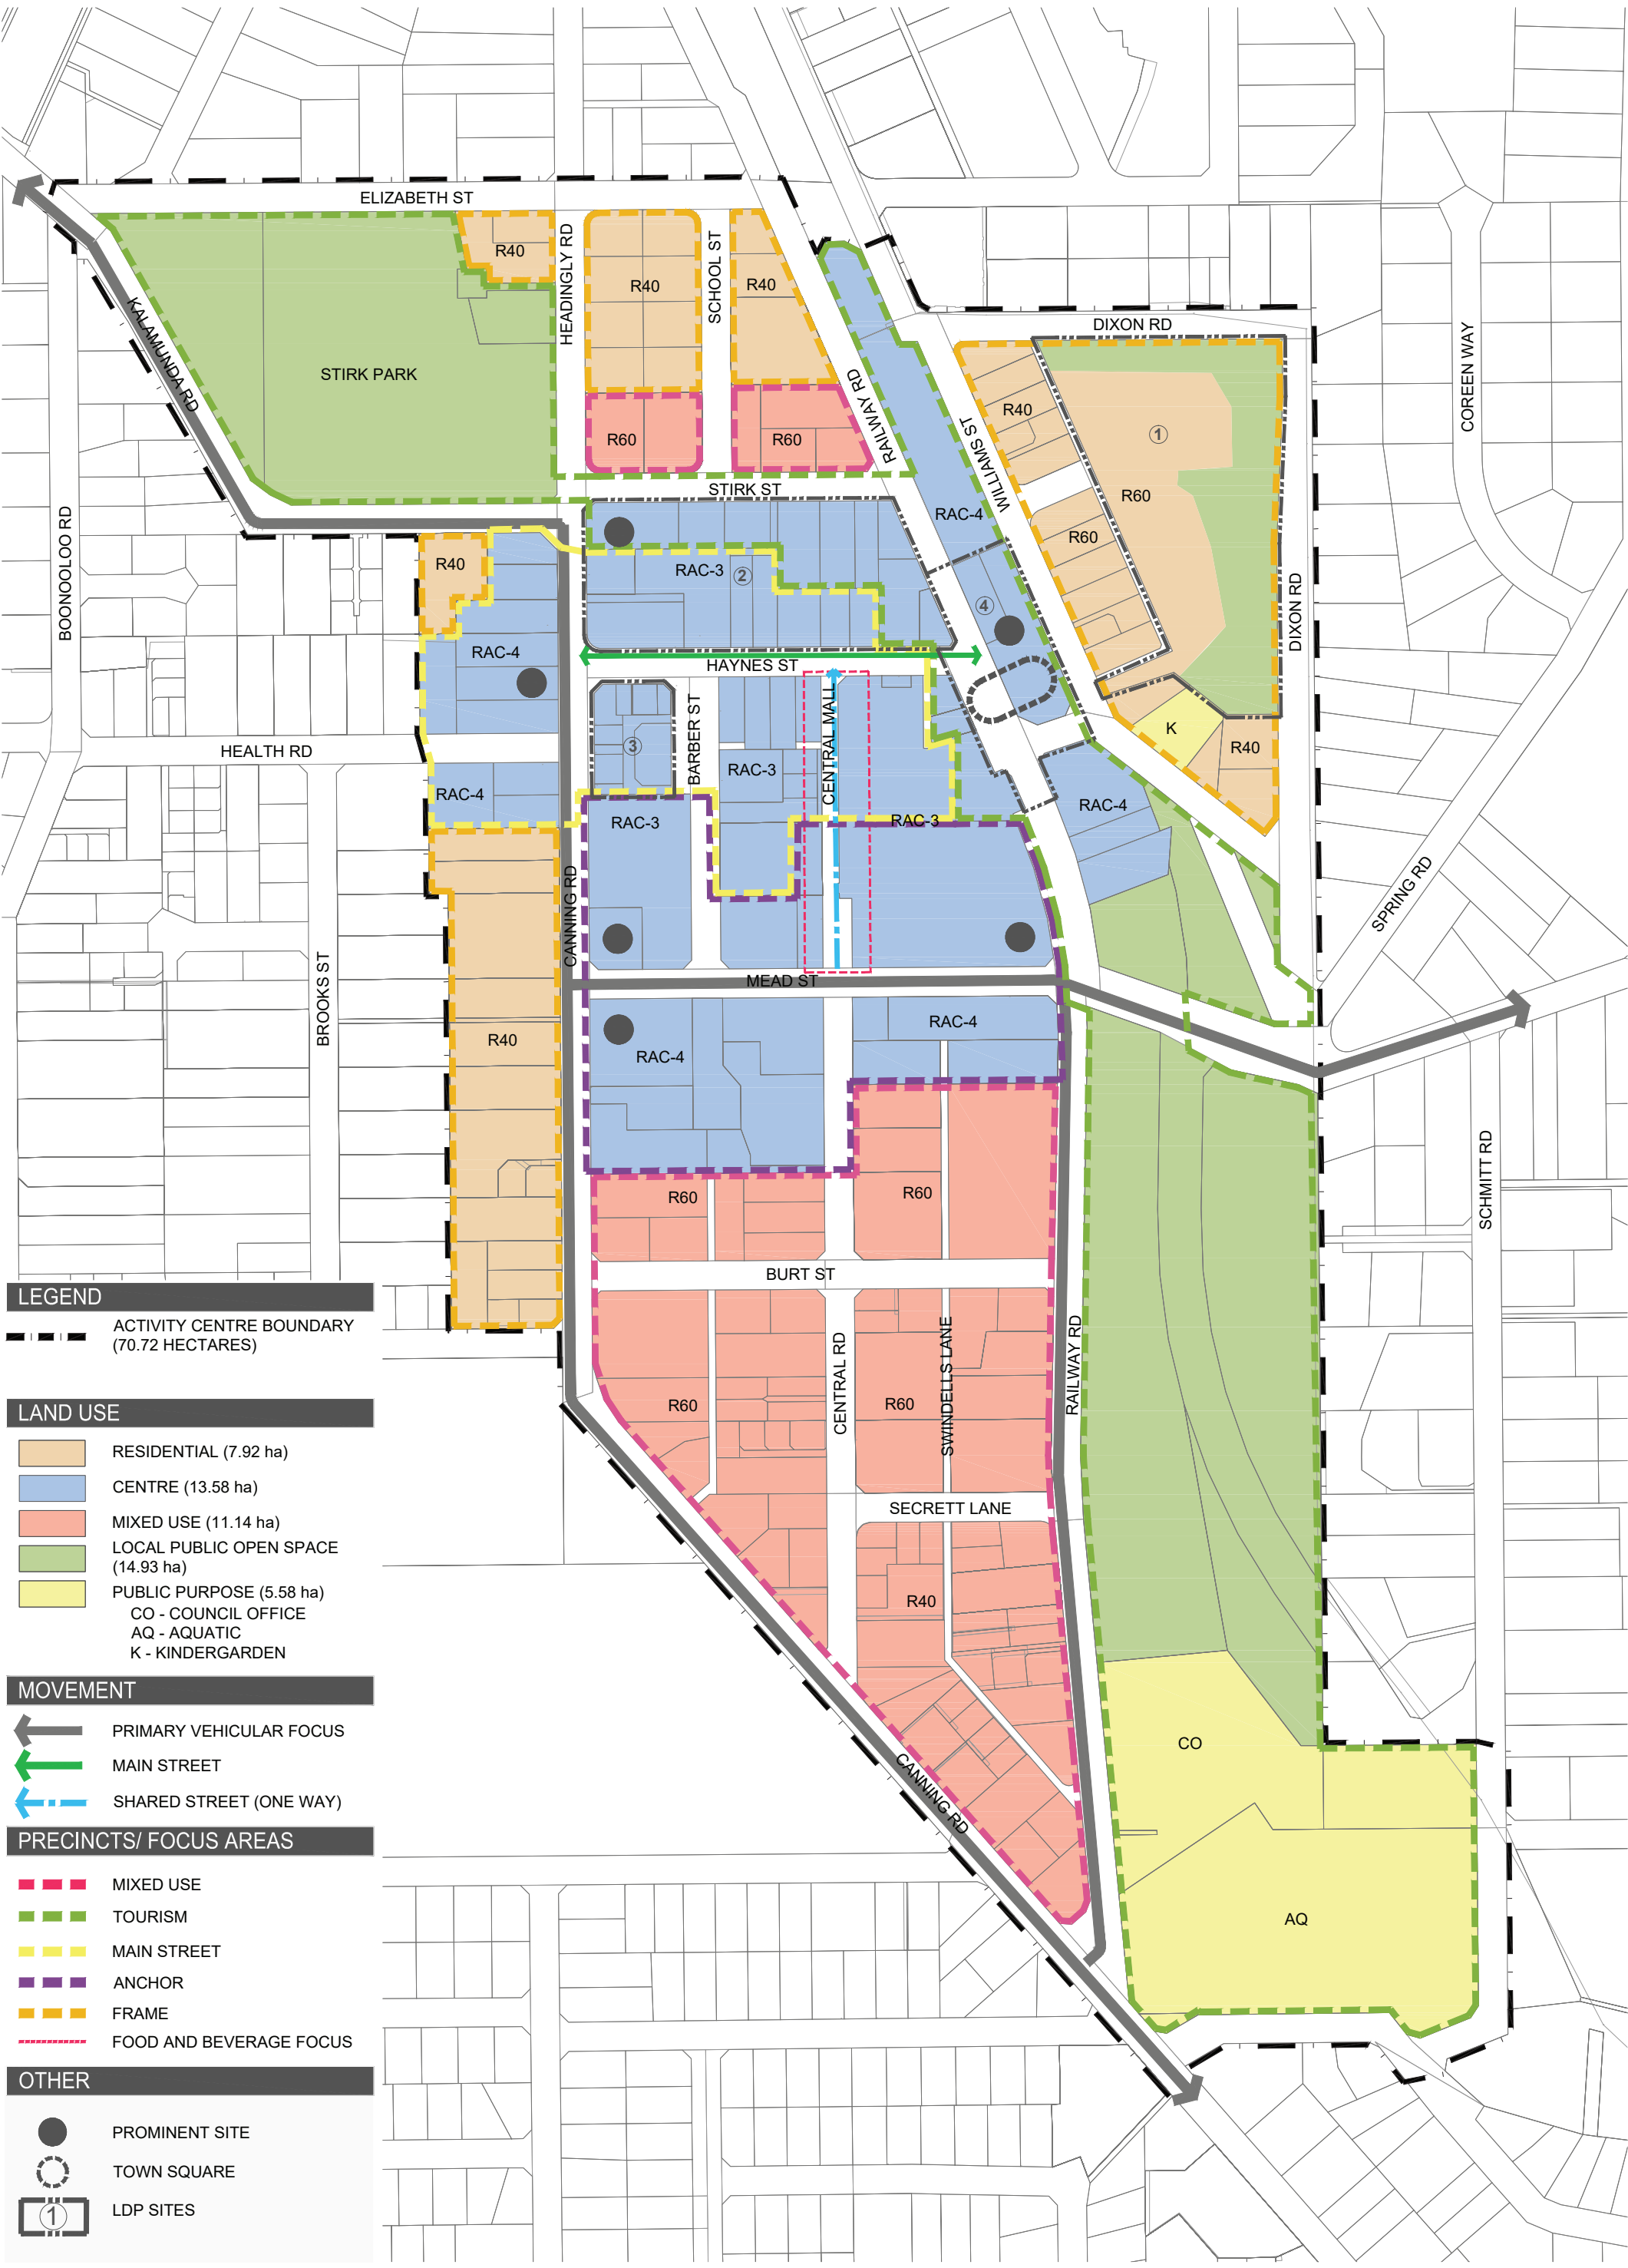 ELIZABETH ST
R40
HEADINGLY RD
R40
SCHOOL ST
R40
DIXON RD
COREEN WAY
KALAMUNDA RD
STIRK PARK
RAILWAY RD
R40
1
R60
R60
WILLIAMS ST
STIRK ST
R60
RAC-4
R60
BOONOOLOO RD
R40
RAC-3
2
4
DIXON RD
RAC-4
HAYNES ST
HEALTH RD
3
BARBER ST
RAC-3
CENTRAL MALL
K
R40
RAC-4
RAC-3
RAC-3
RAC-4
SPRING RD
CANNING RD
BROOKS ST
MEAD ST
R40
RAC-4
RAC-4
SCHMITT RD
R60
R60
BURT ST
R60
CENTRAL RD
R60
SWINDELLS LANE
RAILWAY RD
SECRETT LANE
R40
CO
CANNING RD
AQ
LEGEND
ACTIVITY CENTRE BOUNDARY
(70.72 HECTARES)
LAND USE
RESIDENTIAL (7.92 ha)
CENTRE (13.58 ha)
MIXED USE (11.14 ha)
LOCAL PUBLIC OPEN SPACE
(14.93 ha)
PUBLIC PURPOSE (5.58 ha)
CO - COUNCIL OFFICE
AQ - AQUATIC
K - KINDERGARDEN
MOVEMENT
PRIMARY VEHICULAR FOCUS
MAIN STREET
SHARED STREET (ONE WAY)
PRECINCTS/ FOCUS AREAS
MIXED USE
TOURISM
MAIN STREET
ANCHOR
FRAME
FOOD AND BEVERAGE FOCUS
OTHER
PROMINENT SITE
TOWN SQUARE
1 LDP SITES